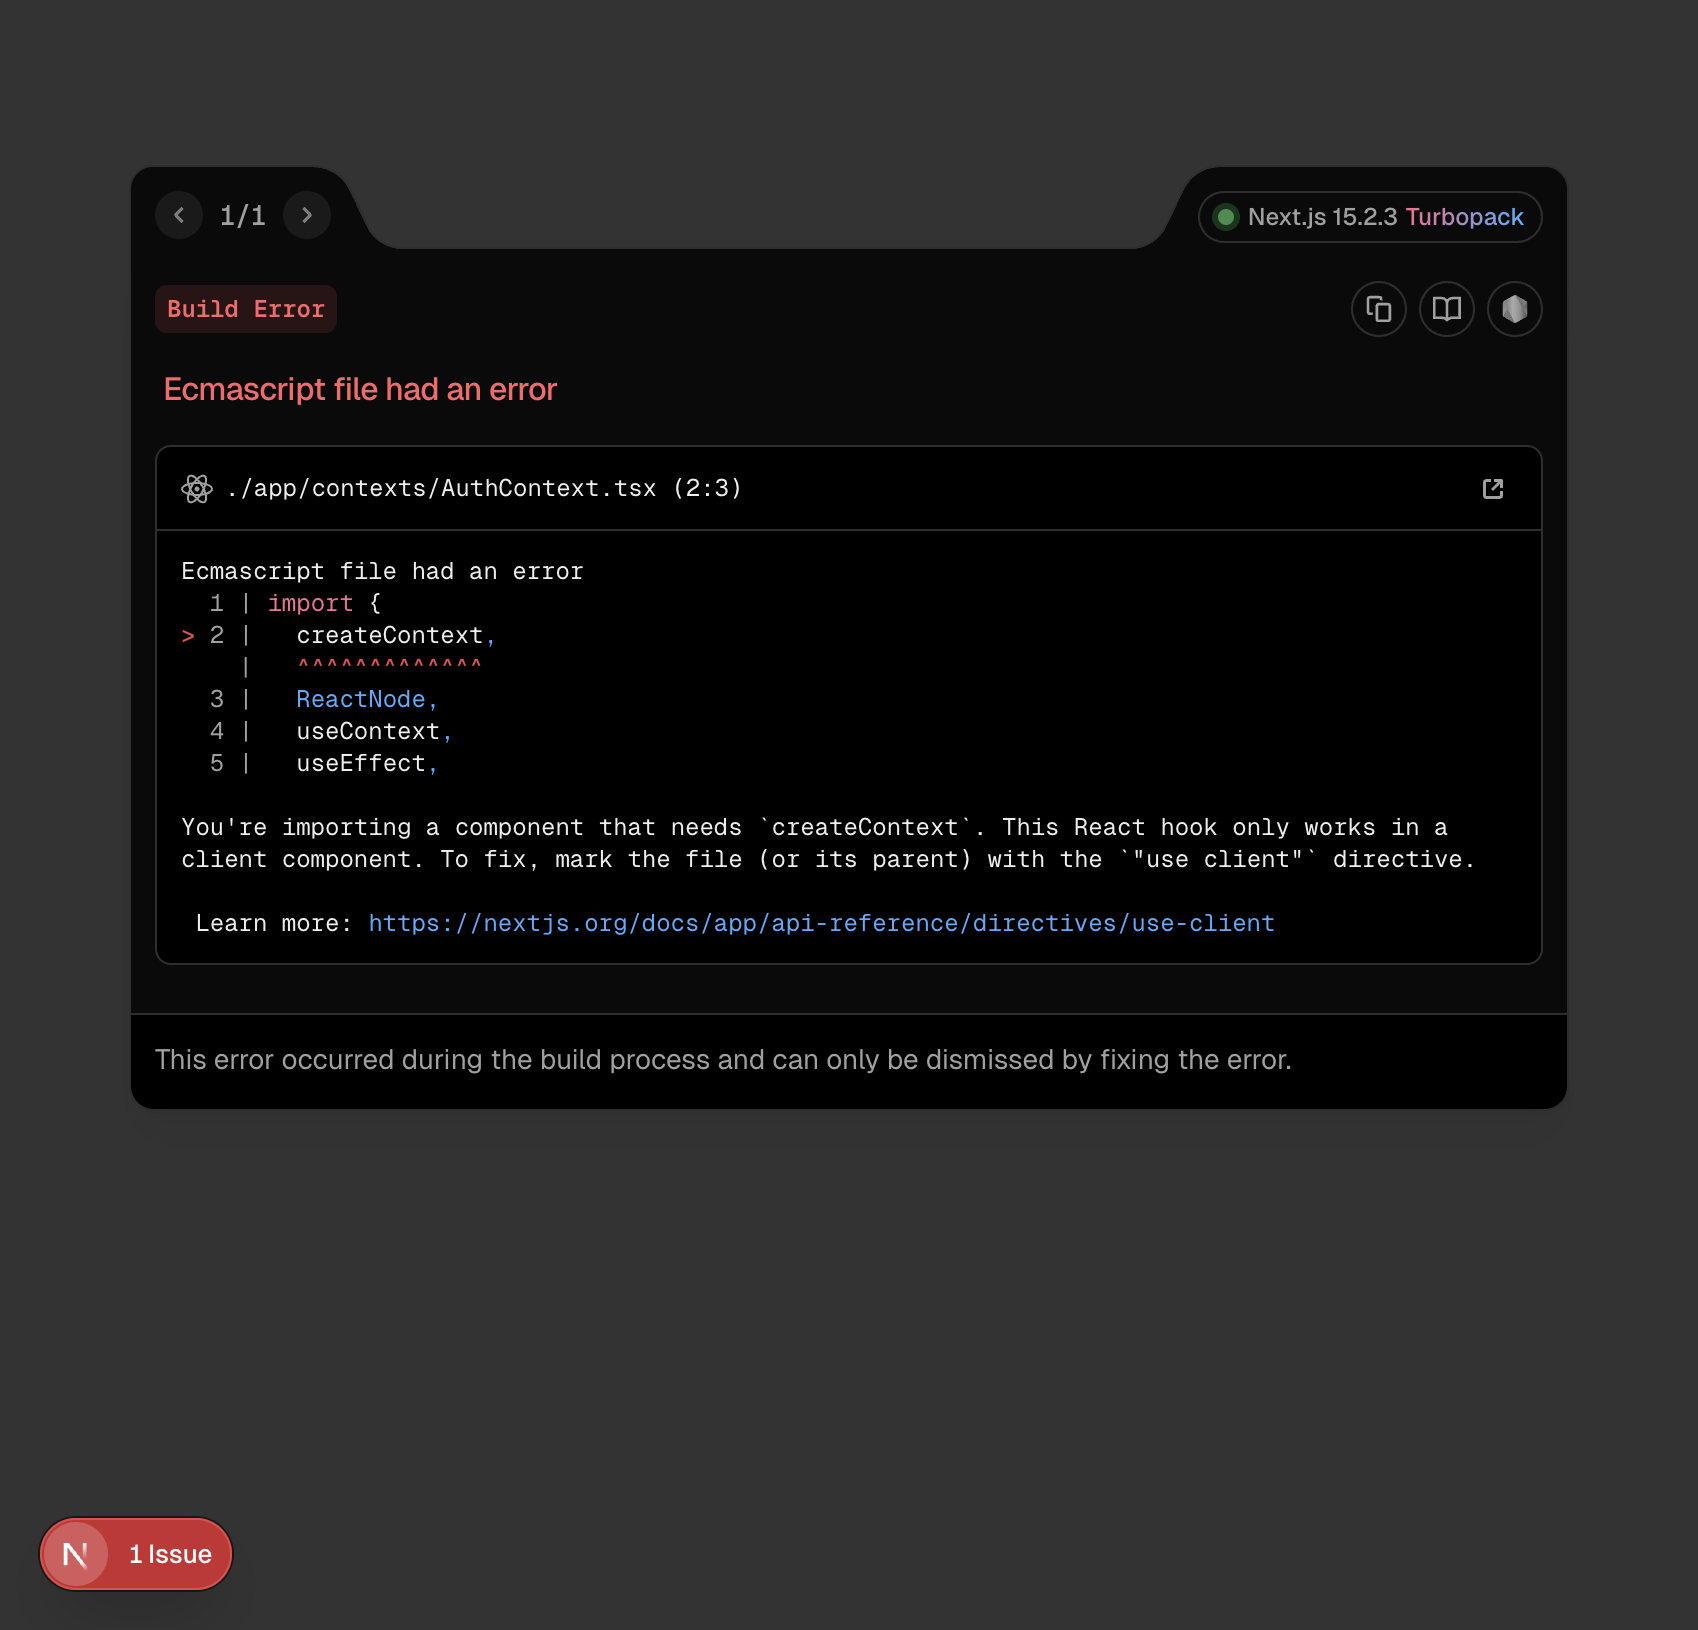 1/1
Next.js 15.2.3 Turbopack
Build Error
Ecmascript file had an error
./app/contexts/AuthContext.tsx (2:3)
Ecmascript file had an error
  1 | import {
> 2 |   createContext,
    |   ^^^^^^^^^^^^^
  3 |   ReactNode,
  4 |   useContext,
  5 |   useEffect,
You're importing a component that needs `createContext`. This React hook only works in a
client component. To fix, mark the file (or its parent) with the `"use client"` directive.
Learn more: https://nextjs.org/docs/app/api-reference/directives/use-client
This error occurred during the build process and can only be dismissed by fixing the error.
N 1 Issue